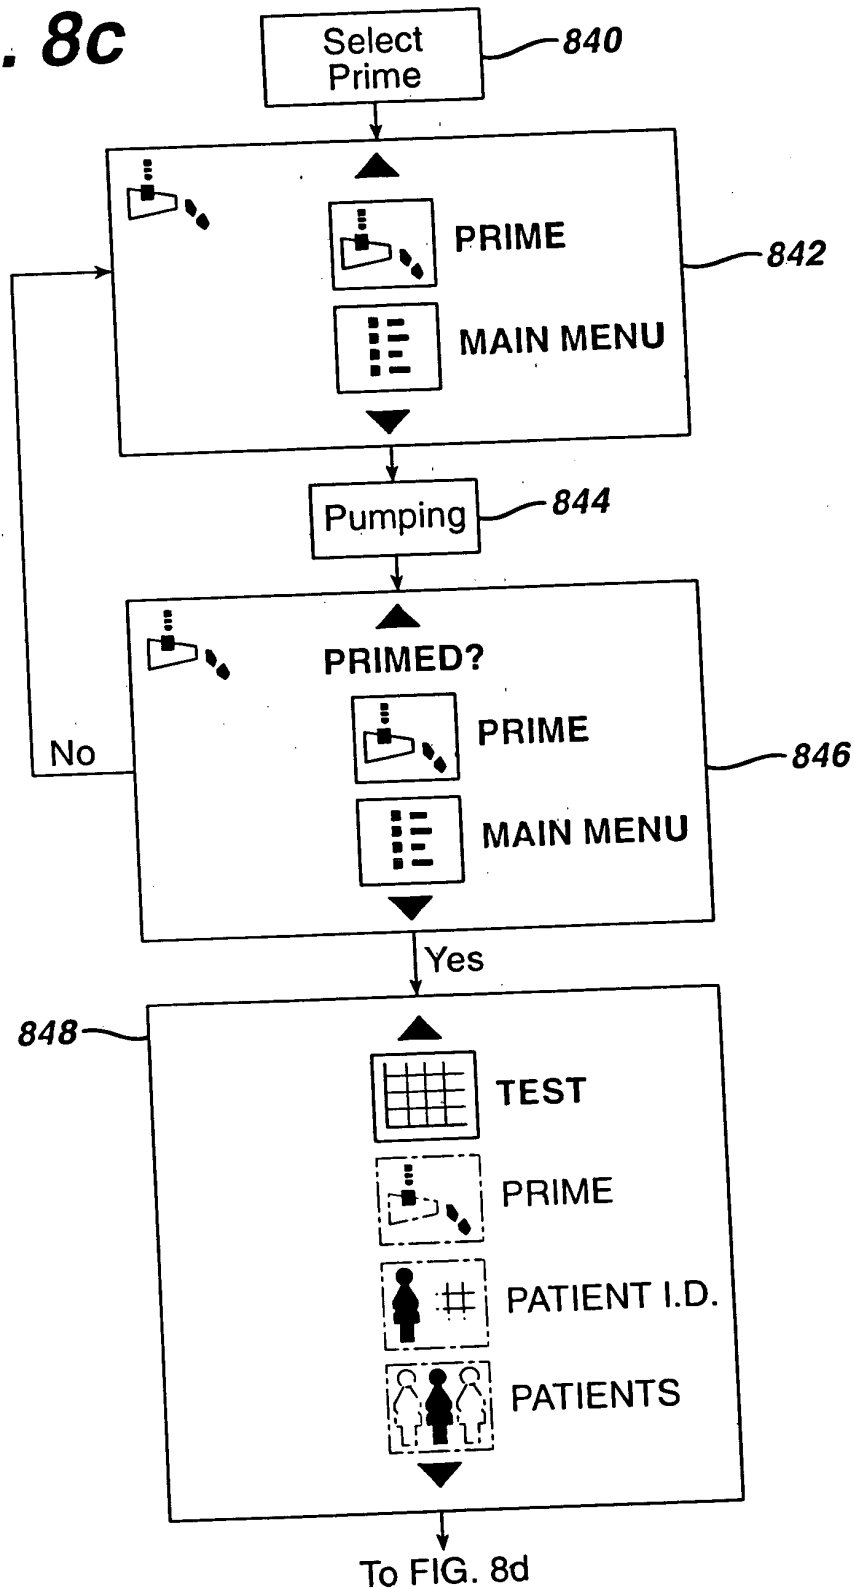 . 8c
Select
Prime
840
PRIME
842
MAIN MENU
Pumping
844
PRIMED?
PRIME
No
846
MAIN MENU
Yes
848
TEST
PRIME
PATIENT I.D.
PATIENTS
To FIG. 8d